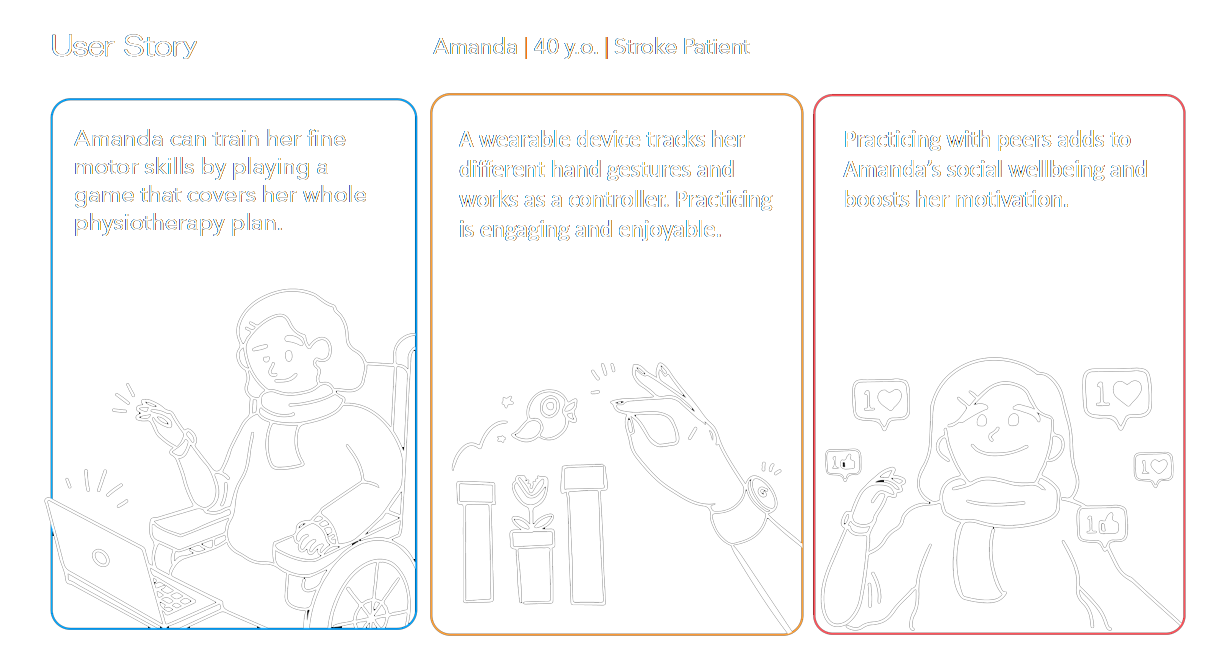 User Story
Amanda | 40 y.o. | Stroke Patient
Amanda can train her fine
motor skills by playing a
game that covers her whole
physiotherapy plan.
A wearable device tracks her
different hand gestures and
works as a controller. Practicing
is engaging and enjoyable.
Practicing with peers adds to
Amanda’s social wellbeing and
boosts her motivation.
1
1
1
1
1